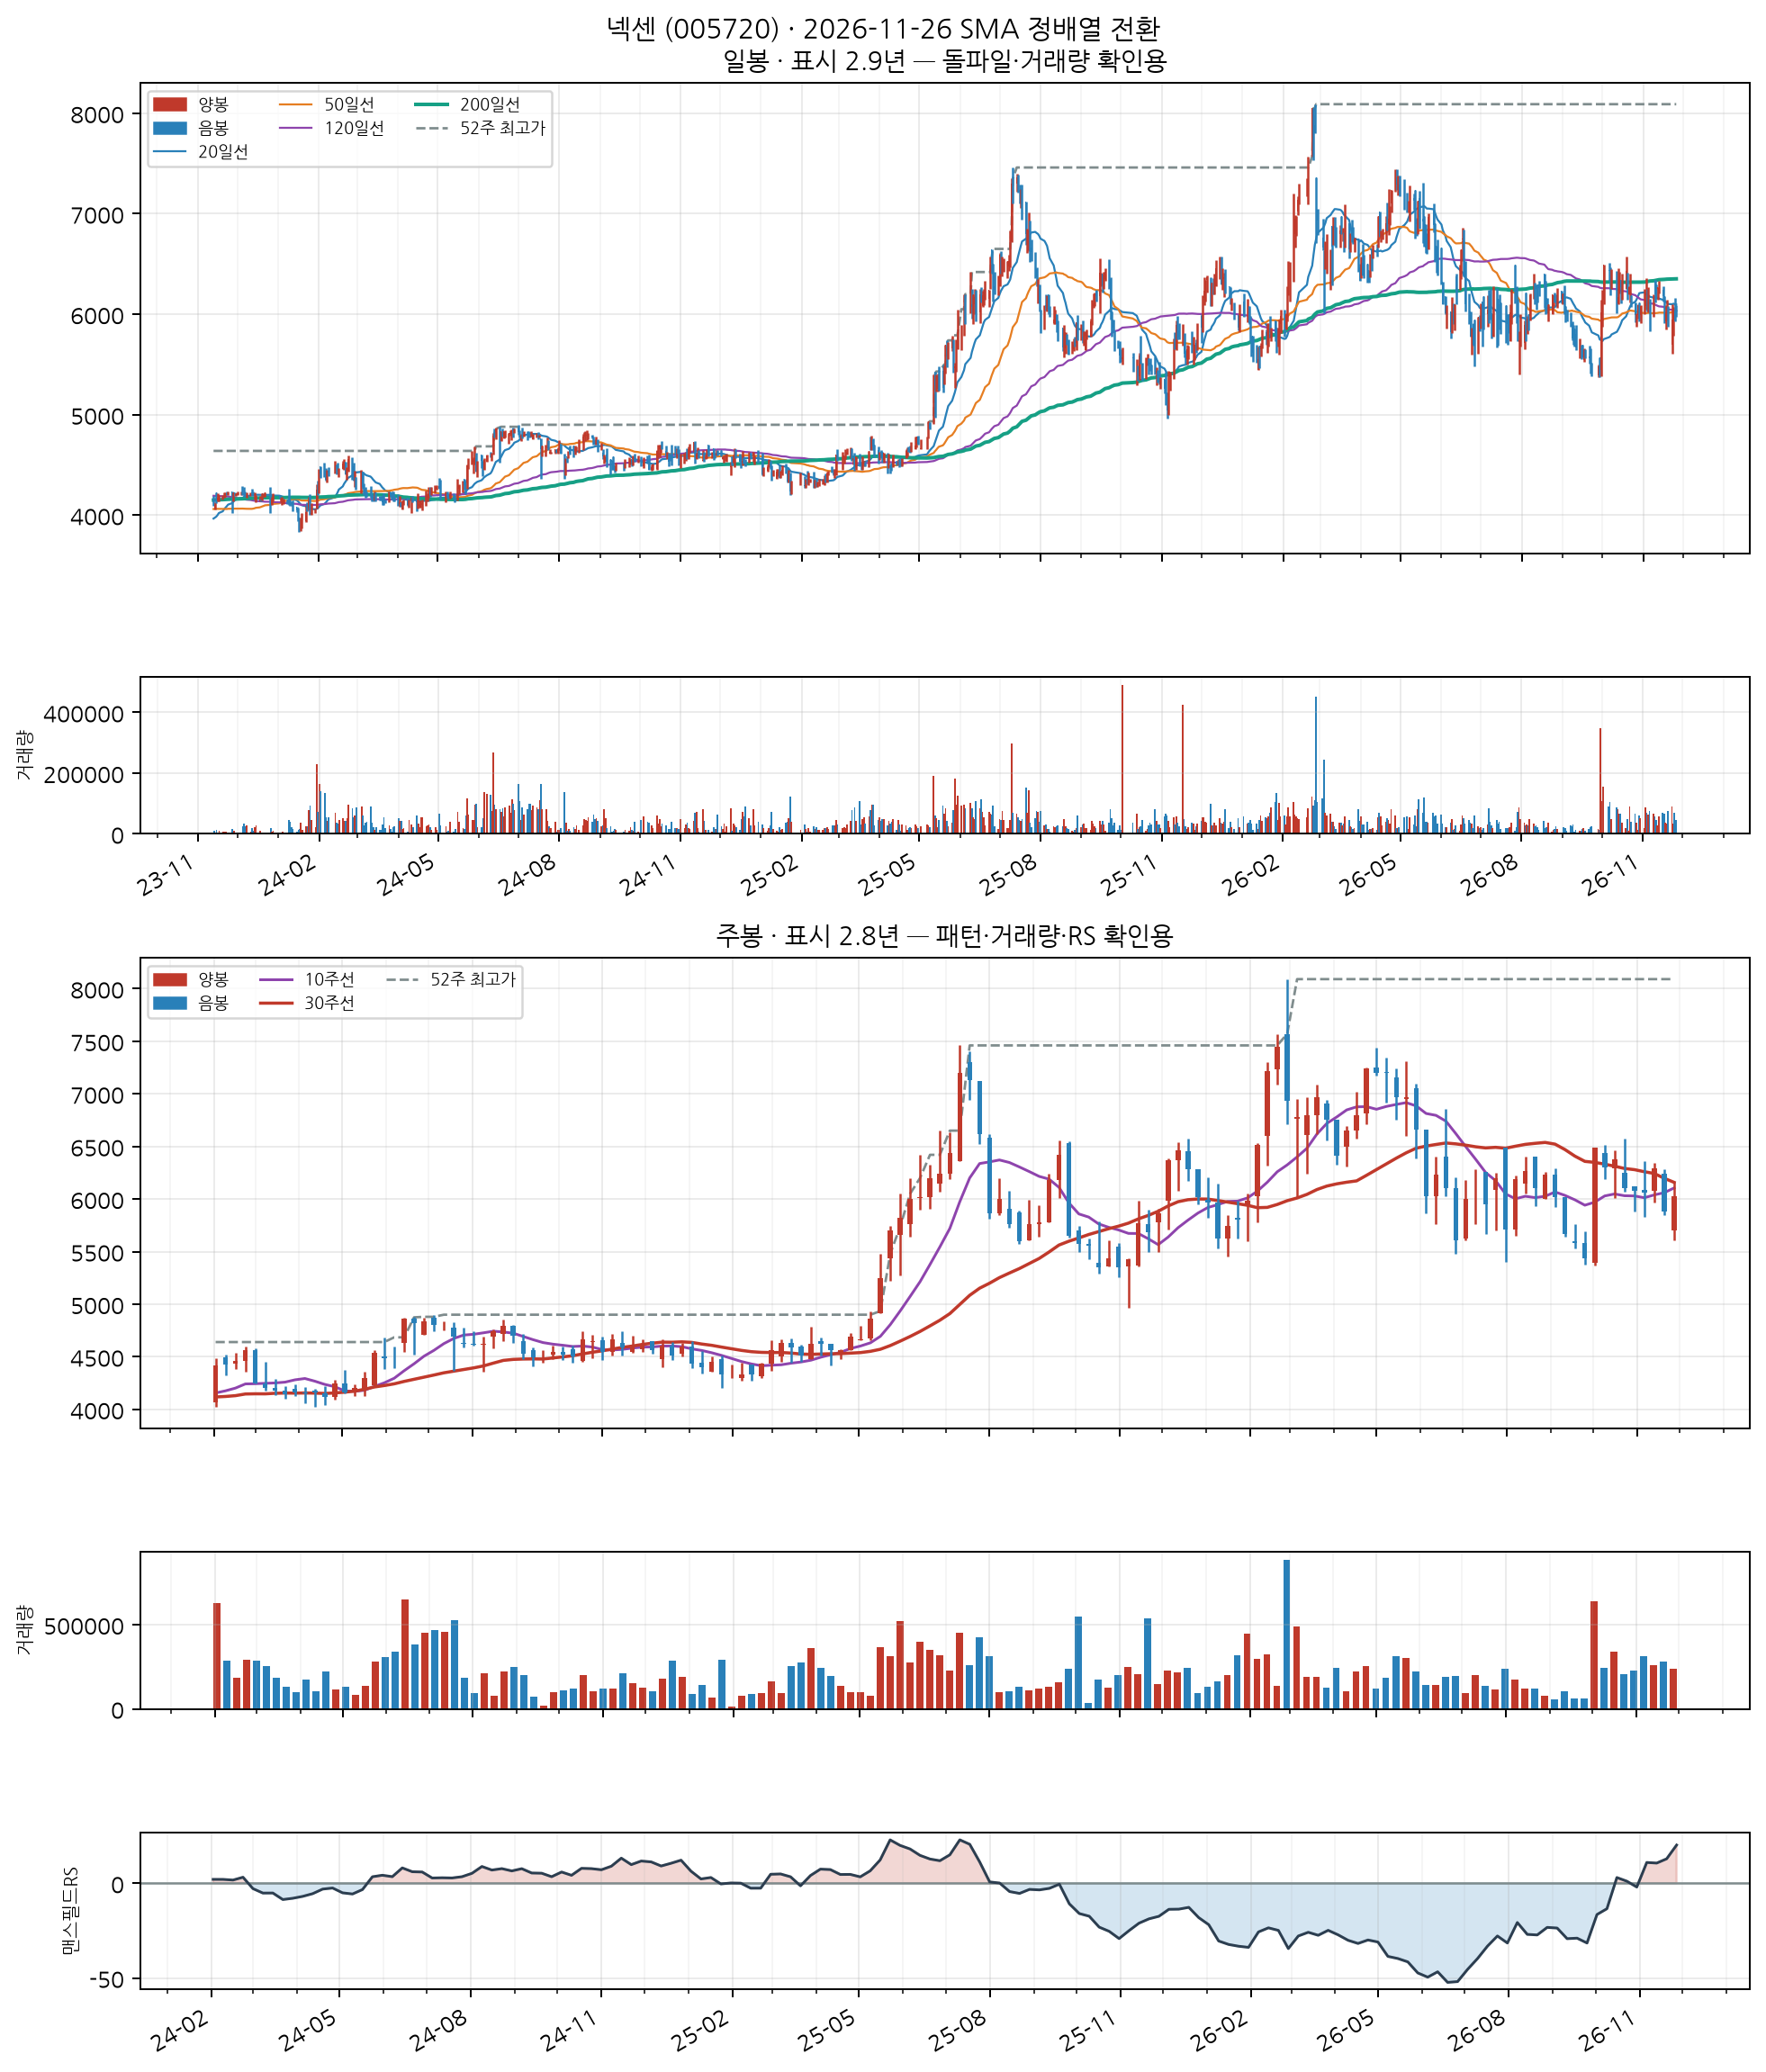 넥센 (005720) · 2026-11-26 SMA 정배열 전환
일봉 · 표시 2.9년 — 돌파일·거래량 확인용
양봉 50일선 200일선
음봉 120일선 52주 최고가
20일선
8000
7000
6000
5000
4000
거래량
400000
200000
0
23-11 24-02 24-05 24-08 24-11 25-02 25-05 25-08 25-11 26-02 26-05 26-08 26-11
주봉 · 표시 2.8년 — 패턴·거래량·RS 확인용
양봉 10주선 52주 최고가
음봉 30주선
8000
7500
7000
6500
6000
5500
5000
4500
4000
거래량
500000
0
맨스필드RS
0
-50
24-02 24-05 24-08 24-11 25-02 25-05 25-08 25-11 26-02 26-05 26-08 26-11